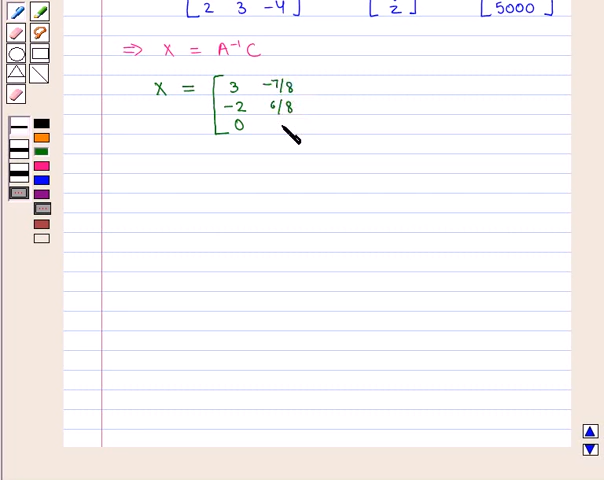 [ 2 3 -4 ] [ z ] [ 5000 ]
⇒ X = A⁻¹ C
X = [ 3 -7/8
-2 6/8
0